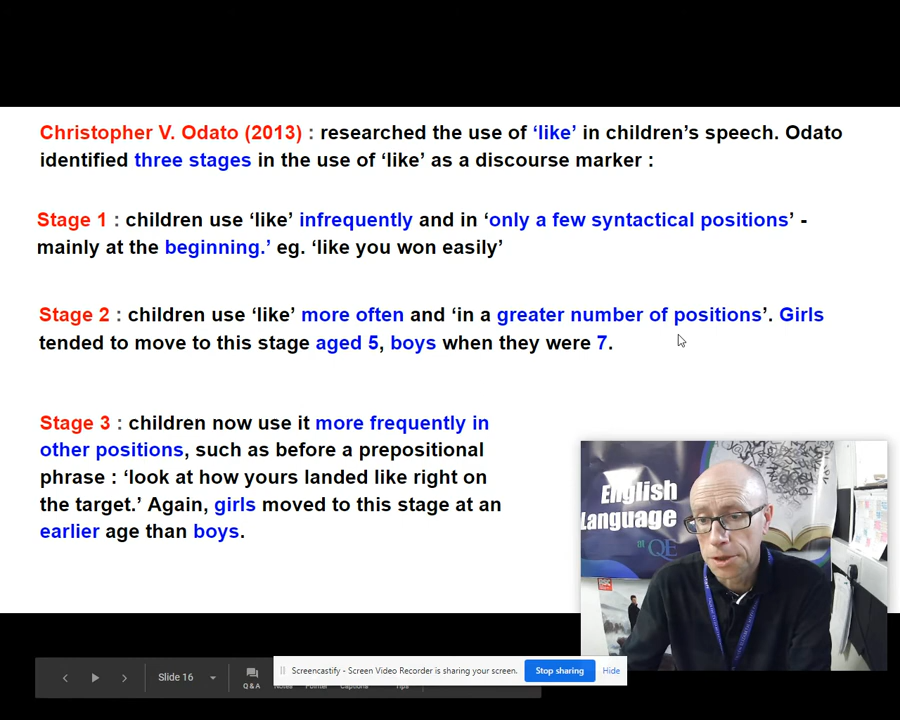 Christopher V. Odato (2013) : researched the use of ‘like’ in children’s speech. Odato
identified three stages in the use of ‘like’ as a discourse marker :
Stage 1 : children use ‘like’ infrequently and in ‘only a few syntactical positions’ -
mainly at the beginning.’ eg. ‘like you won easily’
Stage 2 : children use ‘like’ more often and ‘in a greater number of positions’. Girls
tended to move to this stage aged 5, boys when they were 7.
Stage 3 : children now use it more frequently in
other positions, such as before a prepositional
phrase : ‘look at how yours landed like right on
the target.’ Again, girls moved to this stage at an
earlier age than boys.
English
Language
at QE
RSC
Slide 16
Q&A
Screencastify - Screen Video Recorder is sharing your screen.
Stop sharing
Hide